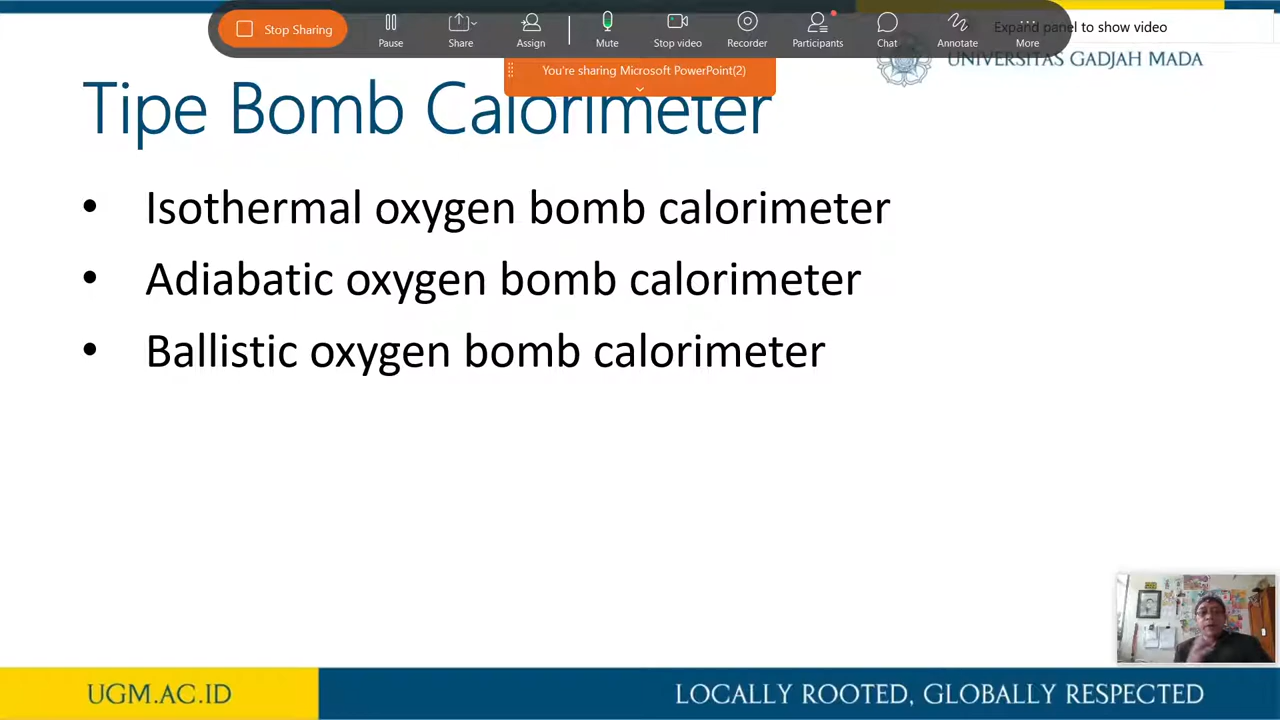 Stop Sharing
Pause
Share
Assign
Mute
Stop video
Recorder
Participants
Chat
Annotate
More
Expand panel to show video
You're sharing Microsoft PowerPoint(2)
UNIVERSITAS GADJAH MADA
Tipe Bomb Calorimeter
• Isothermal oxygen bomb calorimeter
• Adiabatic oxygen bomb calorimeter
• Ballistic oxygen bomb calorimeter
UGM.AC.ID
LOCALLY ROOTED, GLOBALLY RESPECTED